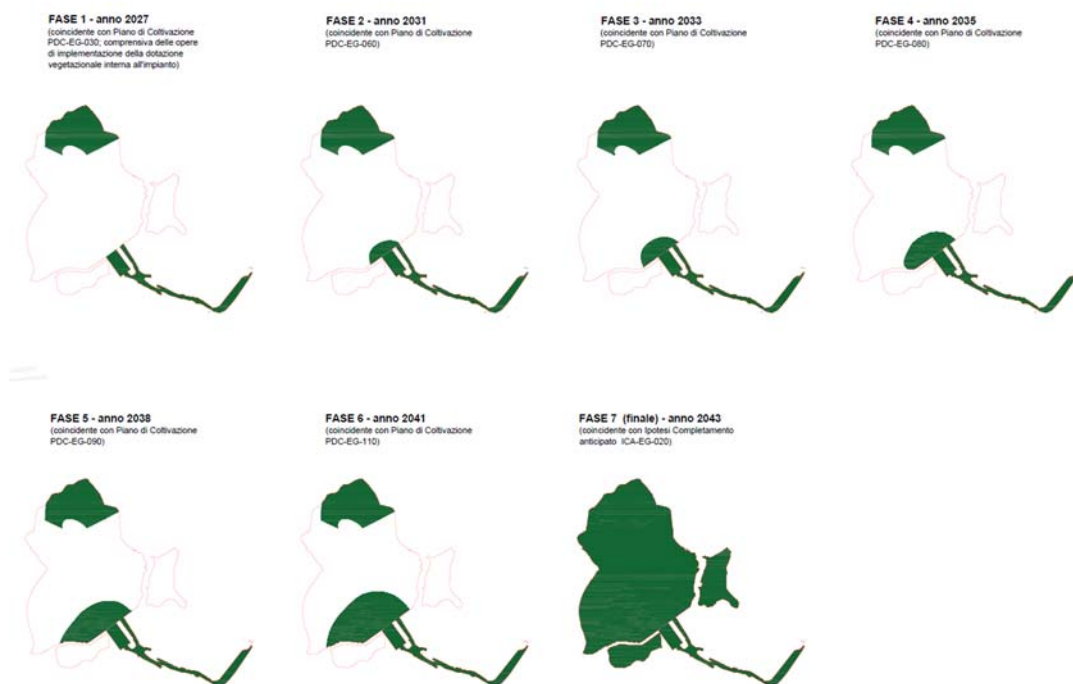 FASE 1 - anno 2027
(coincidente con Piano di Coltivazione
PDC-EG-030; comprensiva delle opere
di implementazione della dotazione
vegetazionale interna all'impianto)
FASE 2 - anno 2031
(coincidente con Piano di Coltivazione
PDC-EG-060)
FASE 3 - anno 2033
(coincidente con Piano di Coltivazione
PDC-EG-070)
FASE 4 - anno 2035
(coincidente con Piano di Coltivazione
PDC-EG-080)
FASE 5 - anno 2038
(coincidente con Piano di Coltivazione
PDC-EG-090)
FASE 6 - anno 2041
(coincidente con Piano di Coltivazione
PDC-EG-110)
FASE 7 (finale) - anno 2043
(coincidente con Ipotesi Completamento
anticipato ICA-EG-020)